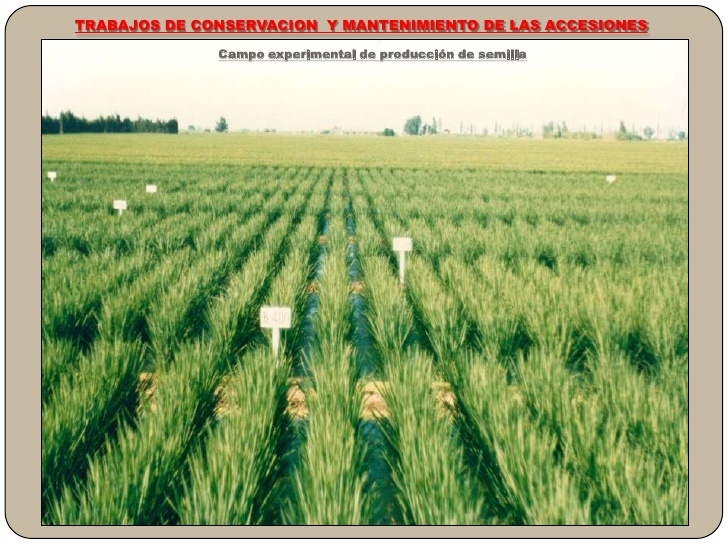 TRABAJOS DE CONSERVACION Y MANTENIMIENTO DE LAS ACCESIONES
Campo experimental de producción de semilla